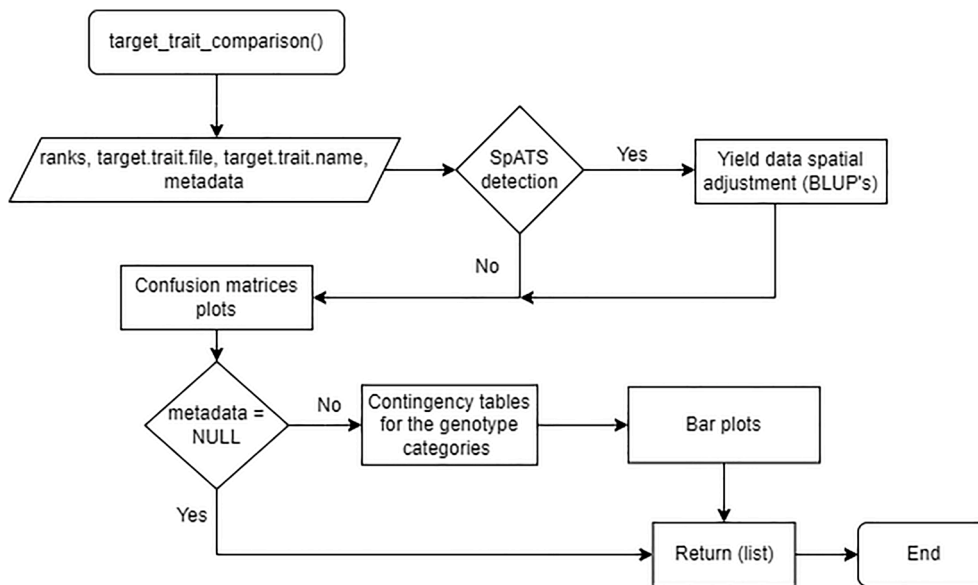 target_trait_comparison()
ranks, target.trait.file, target.trait.name,
metadata
SpATS
detection
Yes
Yield data spatial
adjustment (BLUP's)
No
Confusion matrices
plots
metadata =
NULL
No
Contingency tables
for the genotype
categories
Bar plots
Yes
Return (list)
End